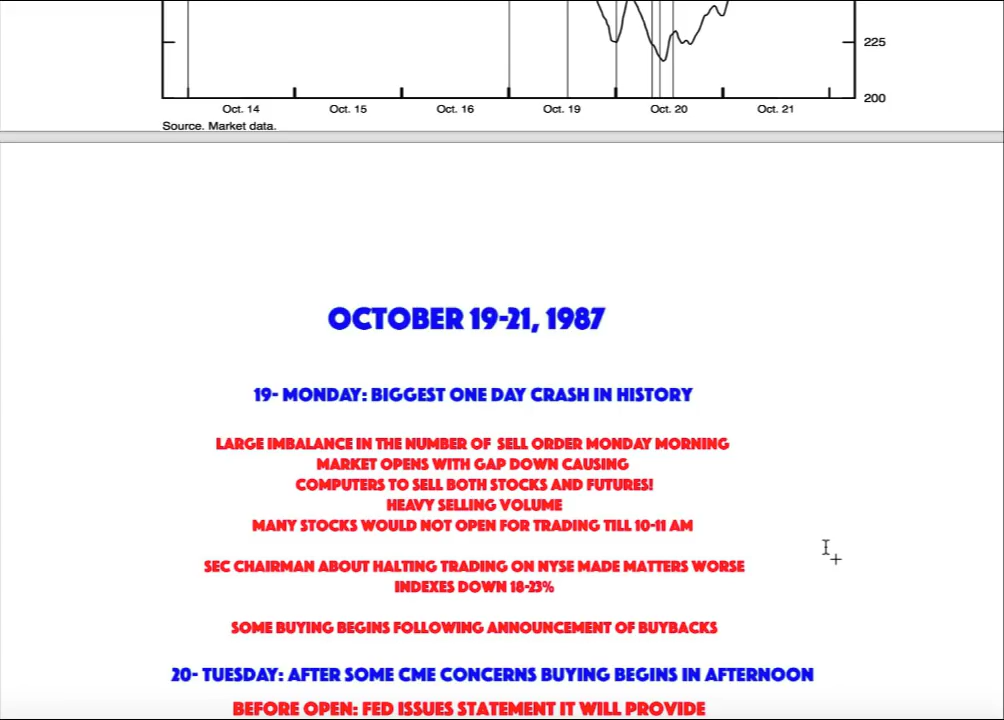 225
200
Oct. 14 Oct. 15 Oct. 16 Oct. 19 Oct. 20 Oct. 21
Source. Market data.
OCTOBER 19-21, 1987
19- MONDAY: BIGGEST ONE DAY CRASH IN HISTORY
LARGE IMBALANCE IN THE NUMBER OF SELL ORDER MONDAY MORNING
MARKET OPENS WITH GAP DOWN CAUSING
COMPUTERS TO SELL BOTH STOCKS AND FUTURES!
HEAVY SELLING VOLUME
MANY STOCKS WOULD NOT OPEN FOR TRADING TILL 10-11 AM
SEC CHAIRMAN ABOUT HALTING TRADING ON NYSE MADE MATTERS WORSE
INDEXES DOWN 18-23%
SOME BUYING BEGINS FOLLOWING ANNOUNCEMENT OF BUYBACKS
20- TUESDAY: AFTER SOME CME CONCERNS BUYING BEGINS IN AFTERNOON
BEFORE OPEN: FED ISSUES STATEMENT IT WILL PROVIDE